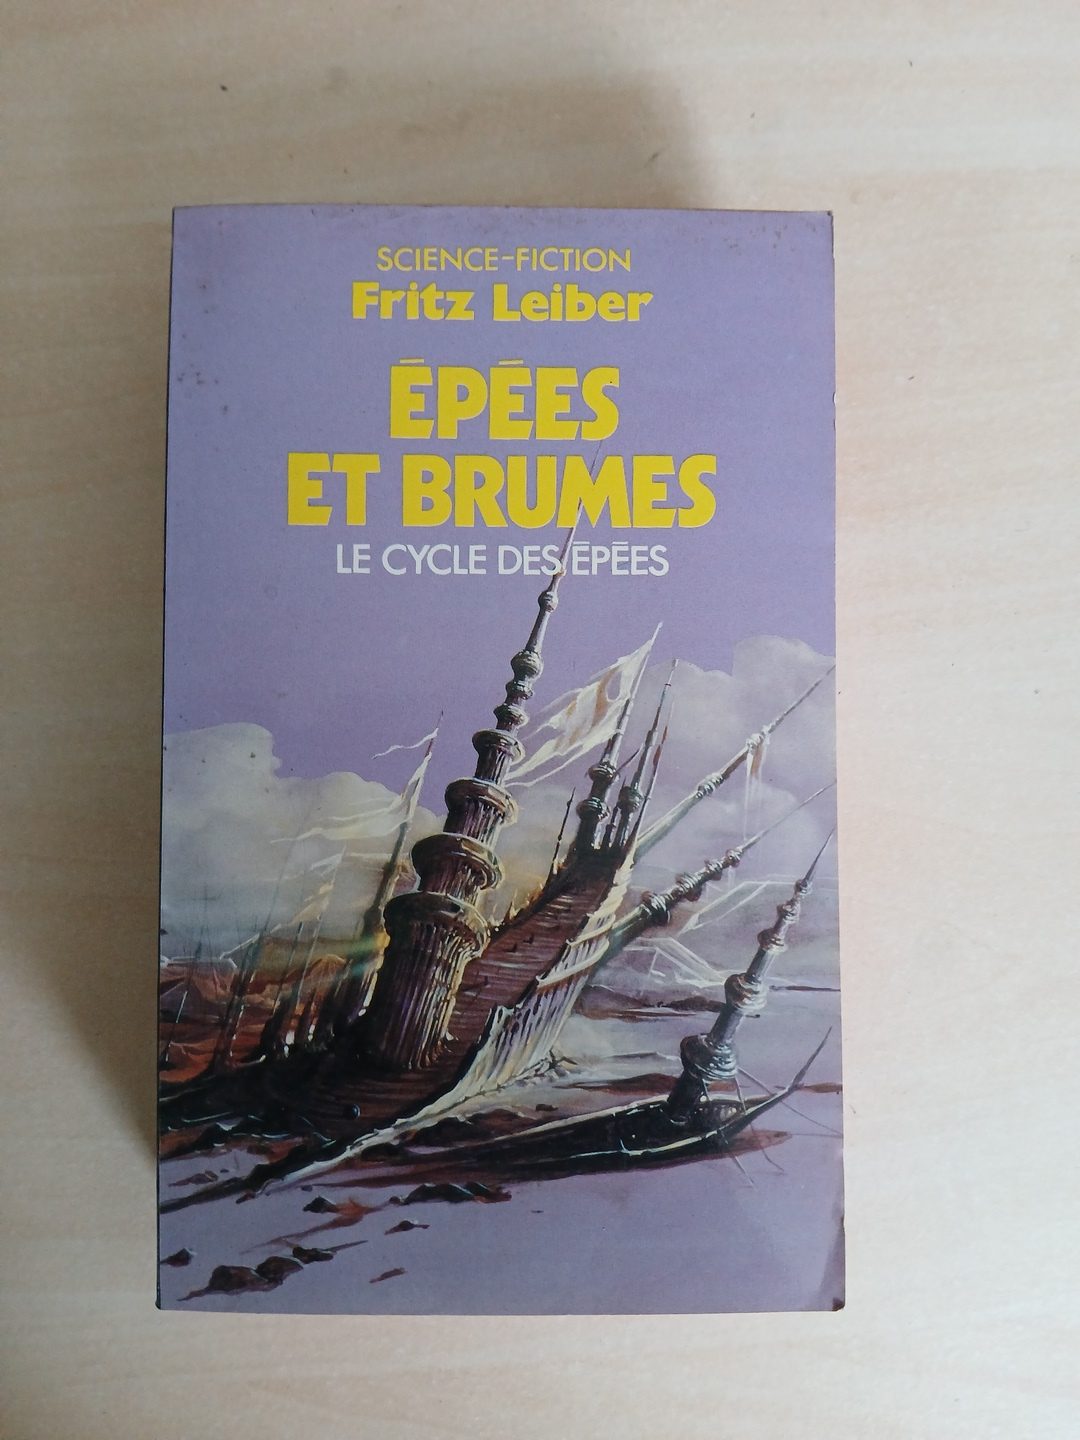 SCIENCE-FICTION
Fritz Leiber
ÉPÉES
ET BRUMES
LE CYCLE DES ÉPÉES